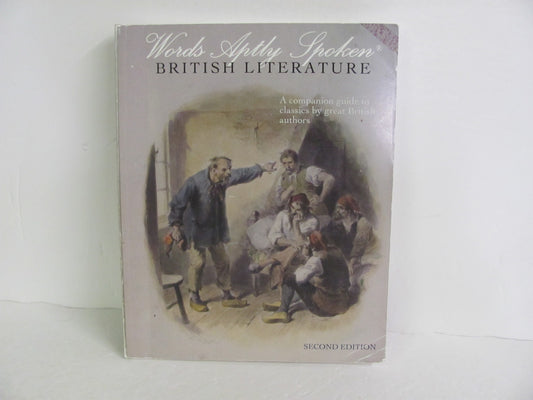 Words Aptly Spoken®
BRITISH LITERATURE
A companion guide to
classics by great British
authors
SECOND EDITION